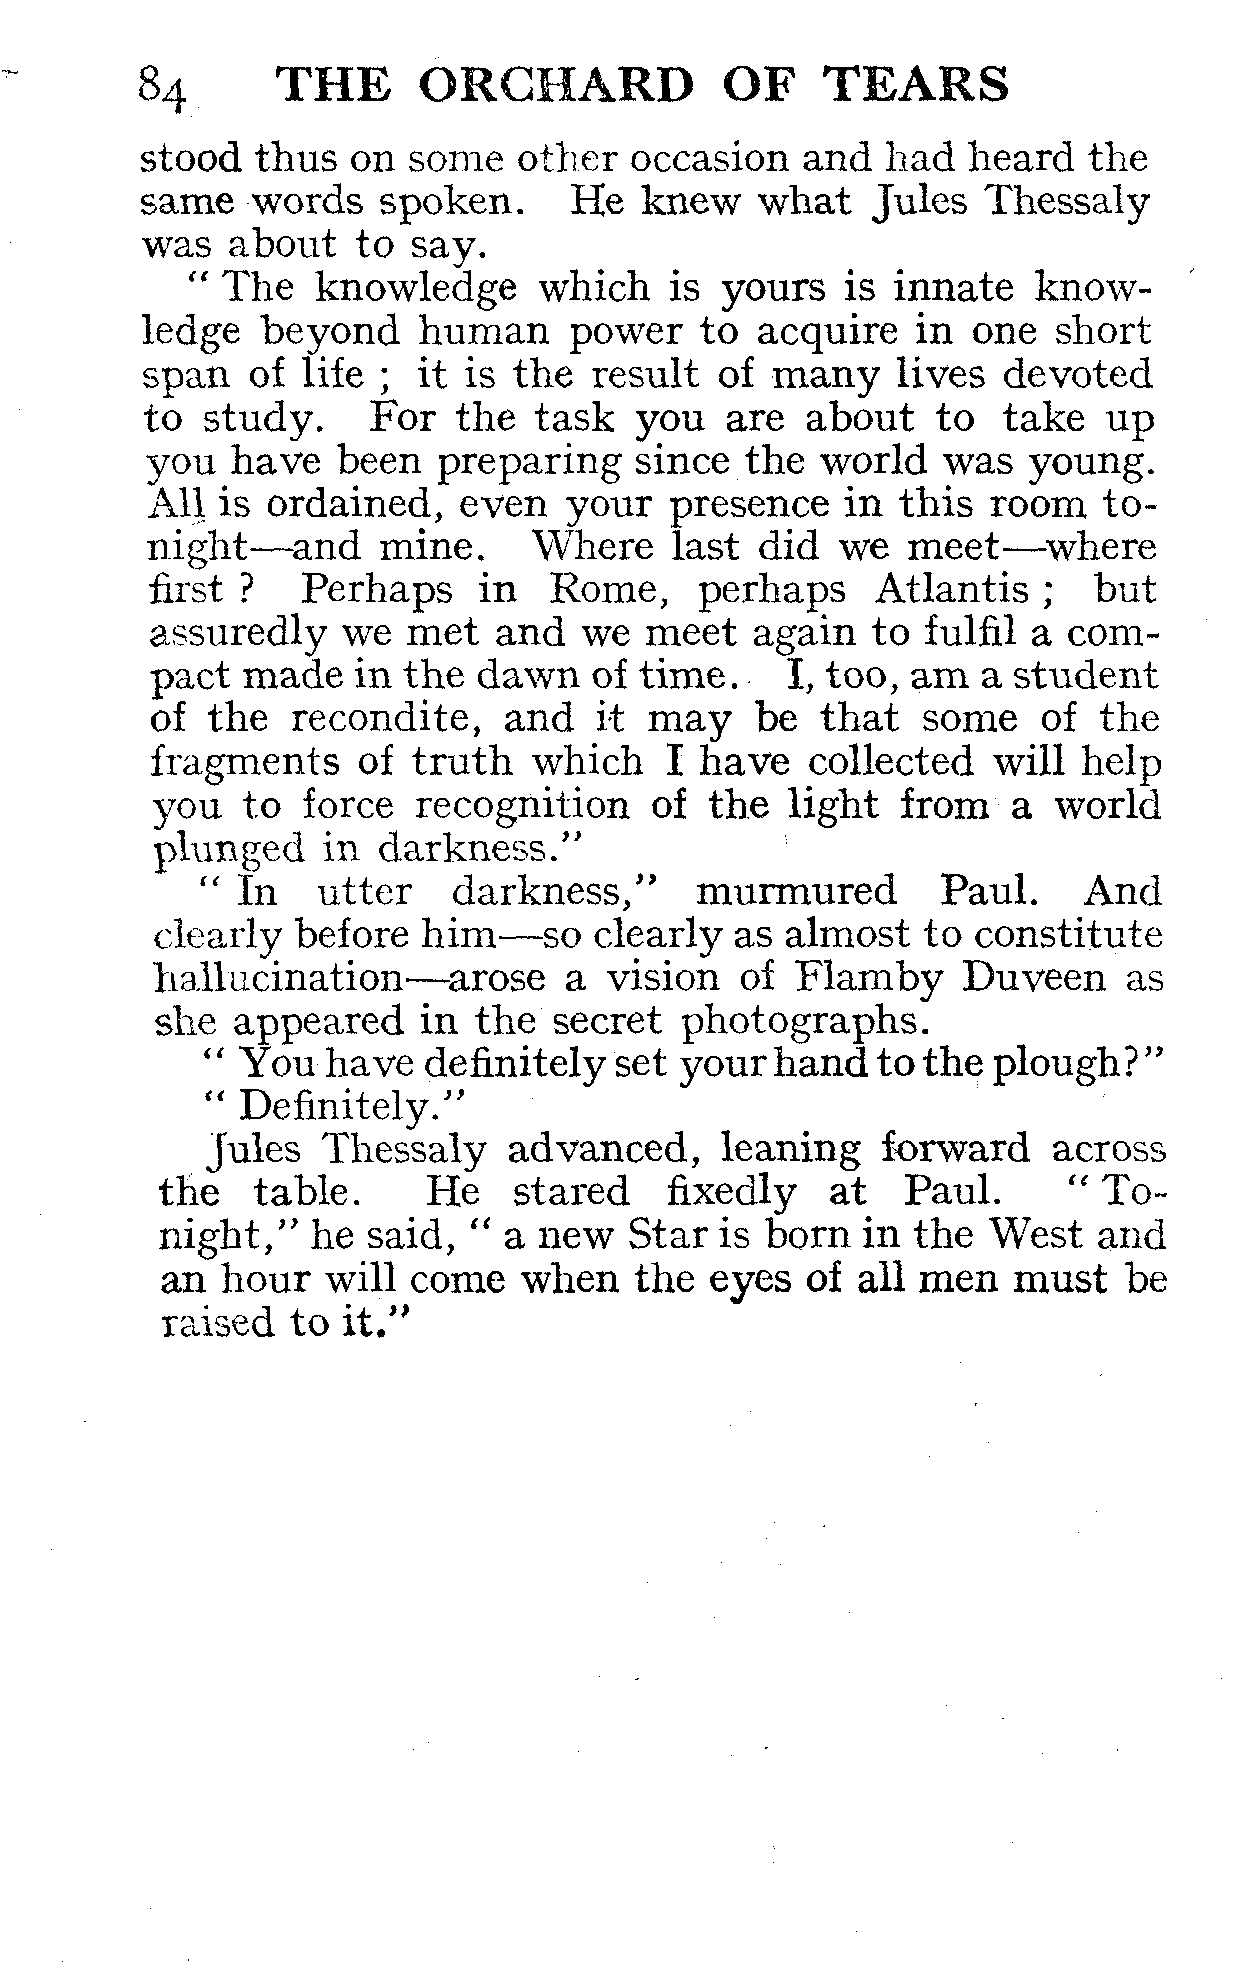 84 THE ORCHARD OF TEARS
stood thus on some other occasion and had heard the
same words spoken. He knew what Jules Thessaly
was about to say.
" The knowledge which is yours is innate know-
ledge beyond human power to acquire in one short
span of life ; it is the result of many lives devoted
to study. For the task you are about to take up
you have been preparing since the world was young.
All is ordained, even your presence in this room to-
night—and mine. Where last did we meet—where
first ? Perhaps in Rome, perhaps Atlantis ; but
assuredly we met and we meet again to fulfil a com-
pact made in the dawn of time. I, too, am a student
of the recondite, and it may be that some of the
fragments of truth which I have collected will help
you to force recognition of the light from a world
plunged in darkness."
" In utter darkness," murmured Paul. And
clearly before him—so clearly as almost to constitute
hallucination—arose a vision of Flamby Duveen as
she appeared in the secret photographs.
" You have definitely set your hand to the plough?"
" Definitely."
Jules Thessaly advanced, leaning forward across
the table. He stared fixedly at Paul. " To-
night," he said, " a new Star is born in the West and
an hour will come when the eyes of all men must be
raised to it."